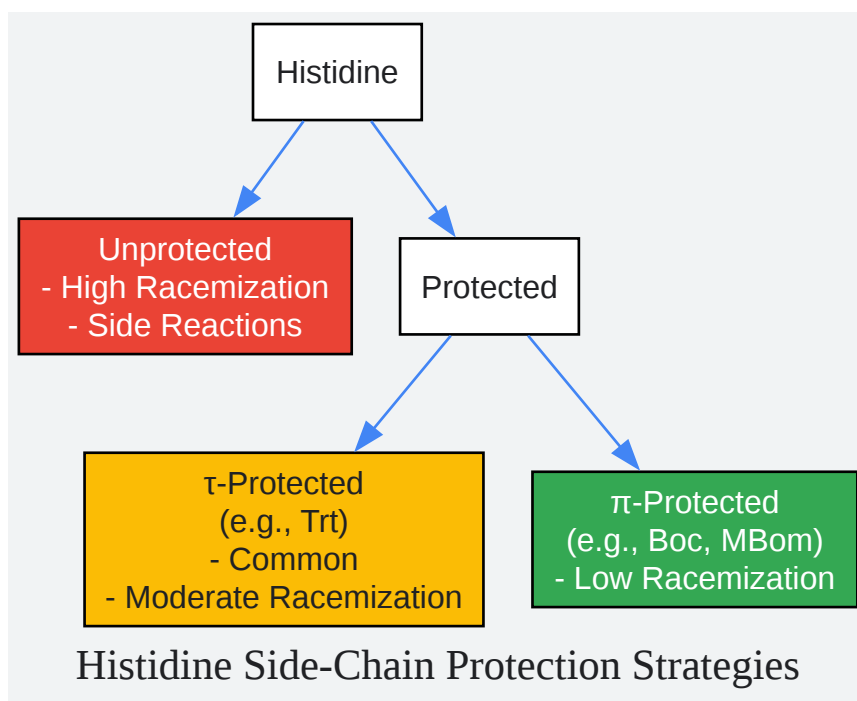 Histidine
Unprotected
- High Racemization
- Side Reactions
Protected
τ-Protected
(e.g., Trt)
- Common
- Moderate Racemization
π-Protected
(e.g., Boc, MBom)
- Low Racemization
Histidine Side-Chain Protection Strategies